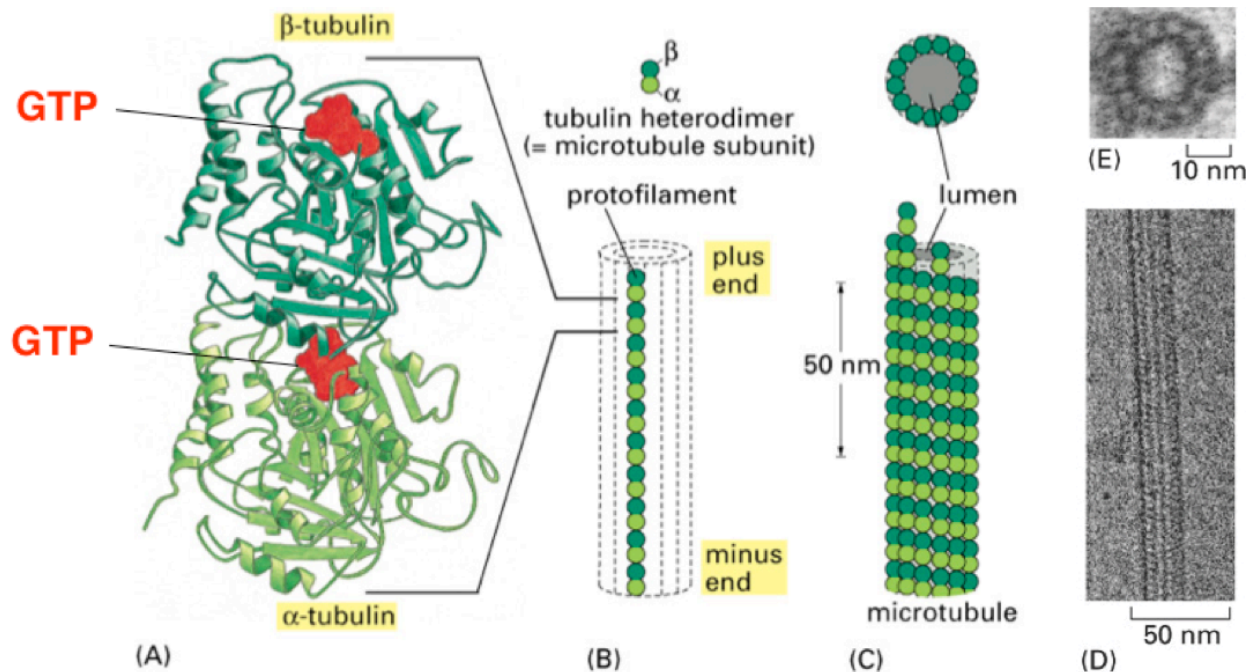 β-tubulin
GTP
GTP
α-tubulin
(A)
β
α
tubulin heterodimer
(= microtubule subunit)
protofilament
plus
end
minus
end
(B)
lumen
50 nm
microtubule
(C)
(E)
10 nm
50 nm
(D)